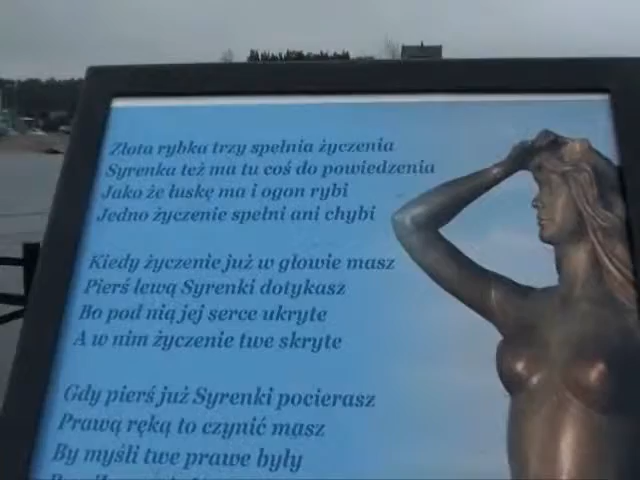 Złota rybka trzy spełnia życzenia
Syrenka też ma tu coś do powiedzenia
Jako że łuskę ma i ogon rybi
Jedno życzenie spełni ani chybi
Kiedy życzenie już w głowie masz
Pierś lewą Syrenki dotykasz
Bo pod nią jej serce ukryte
A w nim życzenie twe skryte
Gdy pierś już Syrenki pocierasz
Prawą ręką to czynić masz
By myśli twe prawe były